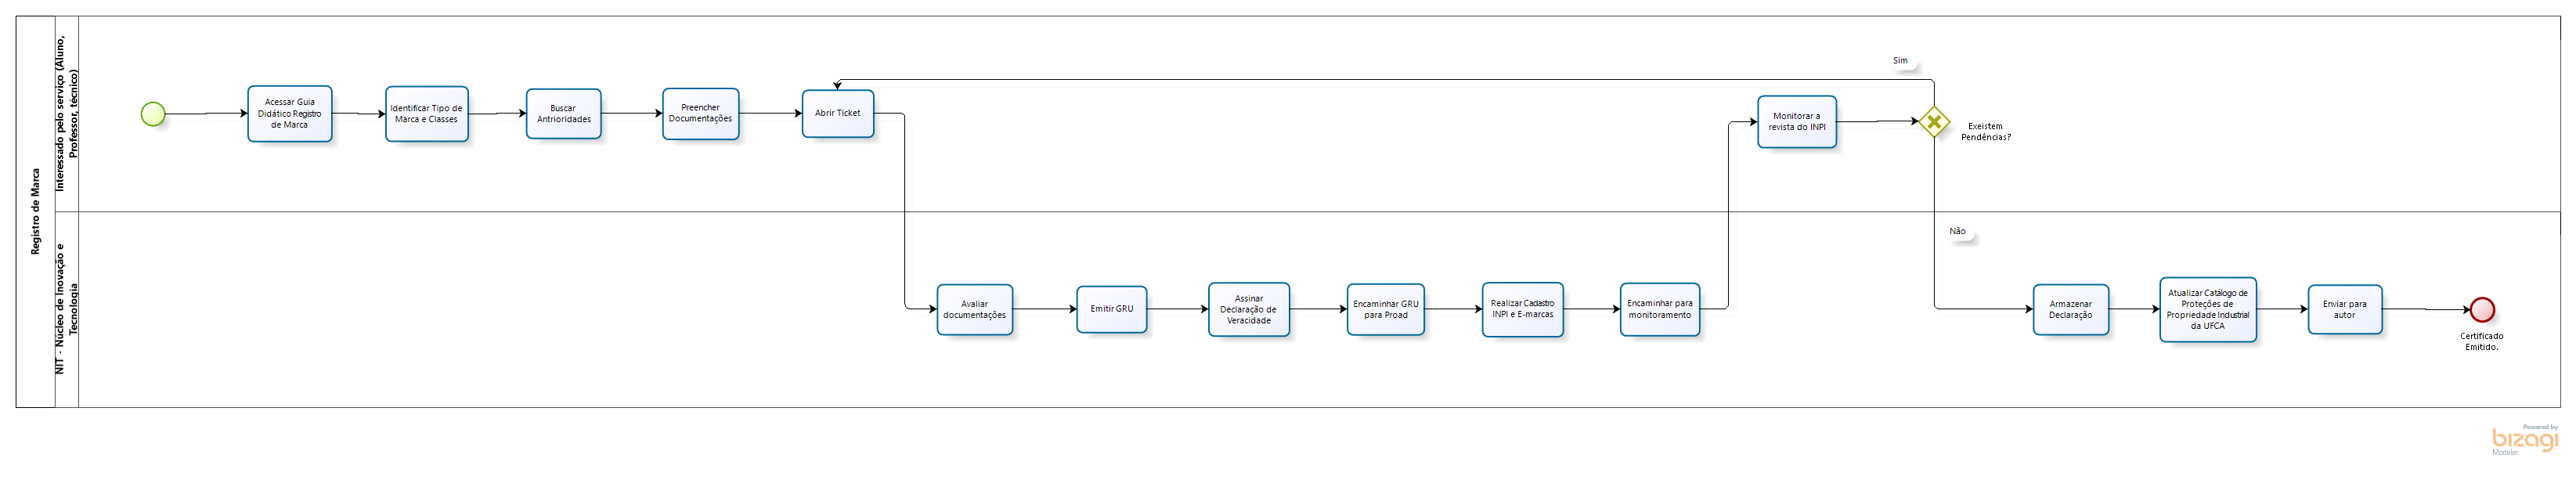 Registro de Marca
Interessado pelo serviço (Aluno,
Professor, técnico)
Acessar Guia
Didático Registro
de Marca
Identificar Tipo de
Marca e Classes
Buscar
Antrioridades
Preencher
Documentações
Abrir Ticket
Monitorar a
revista do INPI
Sim
Exeistem
Pendências?
NIT - Núcleo de Inovação e
Tecnologia
Avaliar
documentações
Emitir GRU
Assinar
Declaração de
Veracidade
Encaminhar GRU
para Proad
Realizar Cadastro
INPI e E-marcas
Encaminhar para
monitoramento
Não
Armazenar
Declaração
Atualizar Catálogo de
Proteções de
Propriedade Industrial
da UFCA
Enviar para
autor
Certificado
Emitido.
Powered by
bizagi
Modeler